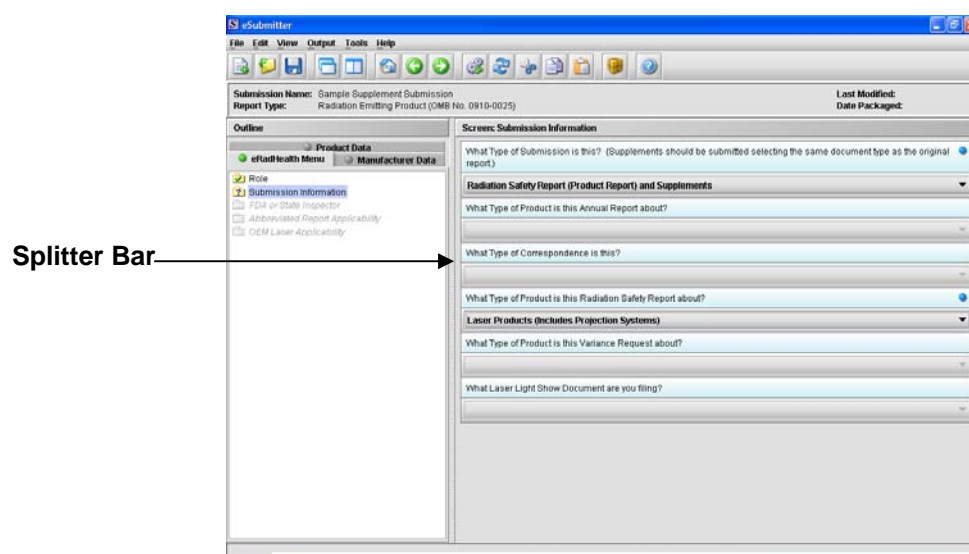 eSubmitter
File Edit View Output Tools Help
Submission Name: Sample Supplement Submission
Last Modified:
Report Type: Radiation Emitting Product (OMB No. 0910-0025)
Date Packaged:
Outline
Screen: Submission Information
Product Data
eRadHealth Menu
Manufacturer Data
Role
Submission Information
FDA or State Inspector
Abbreviated Report Applicability
OEM Laser Applicability
What Type of Submission is this? (Supplements should be submitted selecting the same document type as the original
report.)
Radiation Safety Report (Product Report) and Supplements
What Type of Product is this Annual Report about?
What Type of Correspondence is this?
What Type of Product is this Radiation Safety Report about?
Laser Products (Includes Projection Systems)
What Type of Product is this Variance Request about?
What Laser Light Show Document are you filing?
Splitter Bar